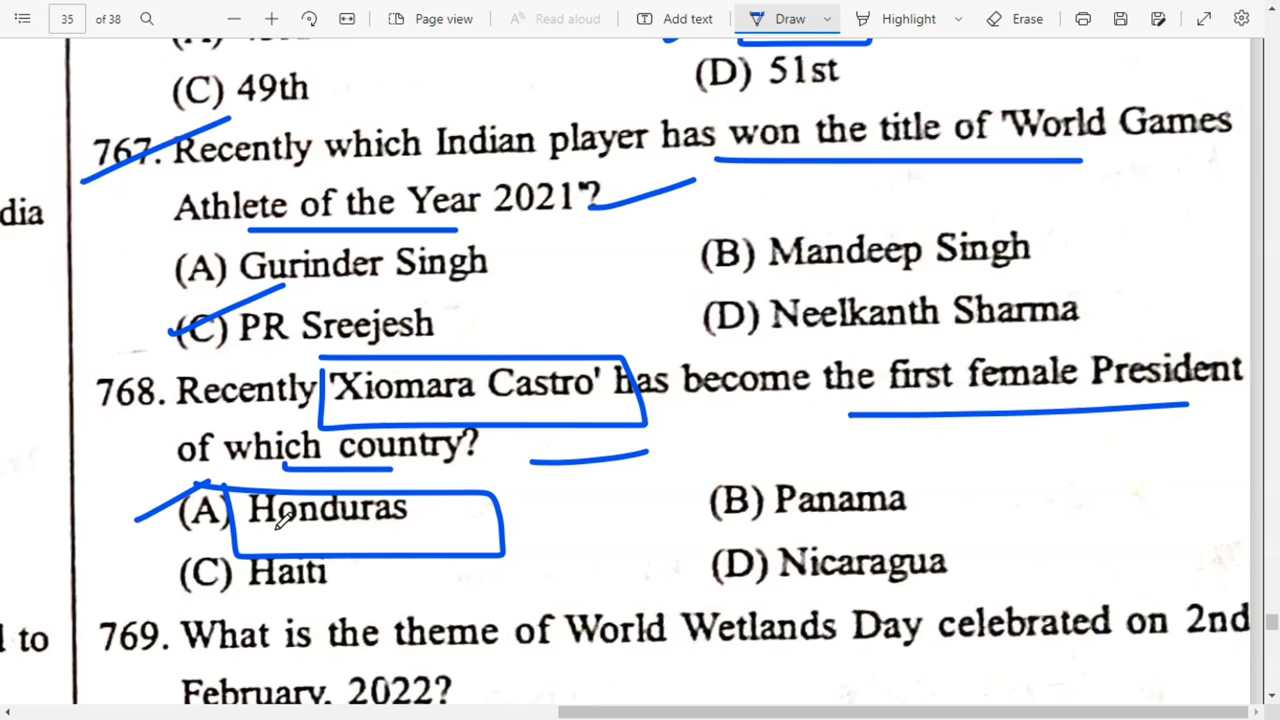 35 of 38 Page view Read aloud Add text Draw Highlight Erase
(C) 49th (D) 51st
767. Recently which Indian player has won the title of 'World Games
dia
Athlete of the Year 2021'?
(A) Gurinder Singh (B) Mandeep Singh
(C) PR Sreejesh (D) Neelkanth Sharma
768. Recently 'Xiomara Castro' has become the first female President
of which country?
(A) Honduras (B) Panama
(C) Haiti (D) Nicaragua
to
769. What is the theme of World Wetlands Day celebrated on 2nd
February, 2022?